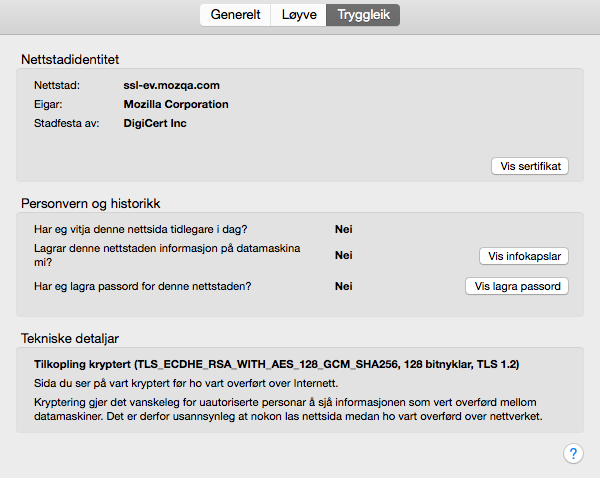 Generelt Løyve Tryggleik
Nettstadidentitet
Nettstad: ssl-ev.mozqa.com
Eigar: Mozilla Corporation
Stadfesta av: DigiCert Inc
Vis sertifikat
Personvern og historikk
Har eg vitja denne nettsida tidlegare i dag? Nei
Lagrar denne nettstaden informasjon på datamaskina
mi? Nei Vis infokapslar
Har eg lagra passord for denne nettstaden? Nei Vis lagra passord
Tekniske detaljar
Tilkopling kryptert (TLS_ECDHE_RSA_WITH_AES_128_GCM_SHA256, 128 bitnyklar, TLS 1.2)
Sida du ser på vart kryptert før ho vart overført over Internett.
Kryptering gjer det vanskeleg for uautoriserte personar å sjå informasjonen som vert overførd mellom
datamaskiner. Det er derfor usannsynleg at nokon las nettsida medan ho vart overførd over nettverket.
?